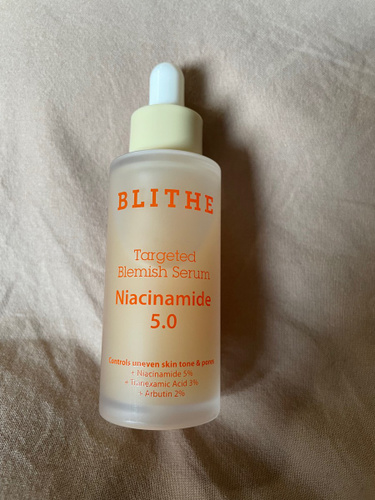 BLITHE
Targeted
Blemish Serum
Niacinamide
5.0
Controls uneven skin tone & pores
+ Niacinamide 5%
+ Tranexamic Acid 3%
+ Arbutin 2%